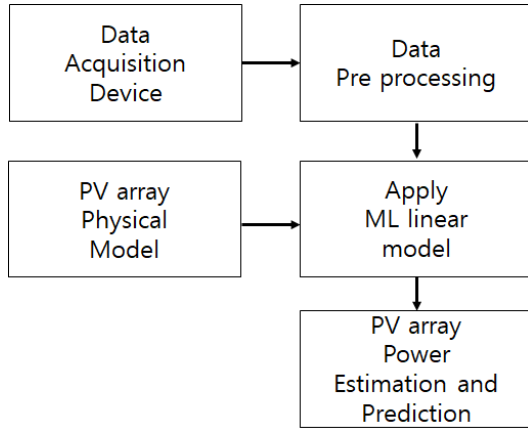 Data
Acquisition
Device
Data
Pre processing
PV array
Physical
Model
Apply
ML linear
model
PV array
Power
Estimation and
Prediction